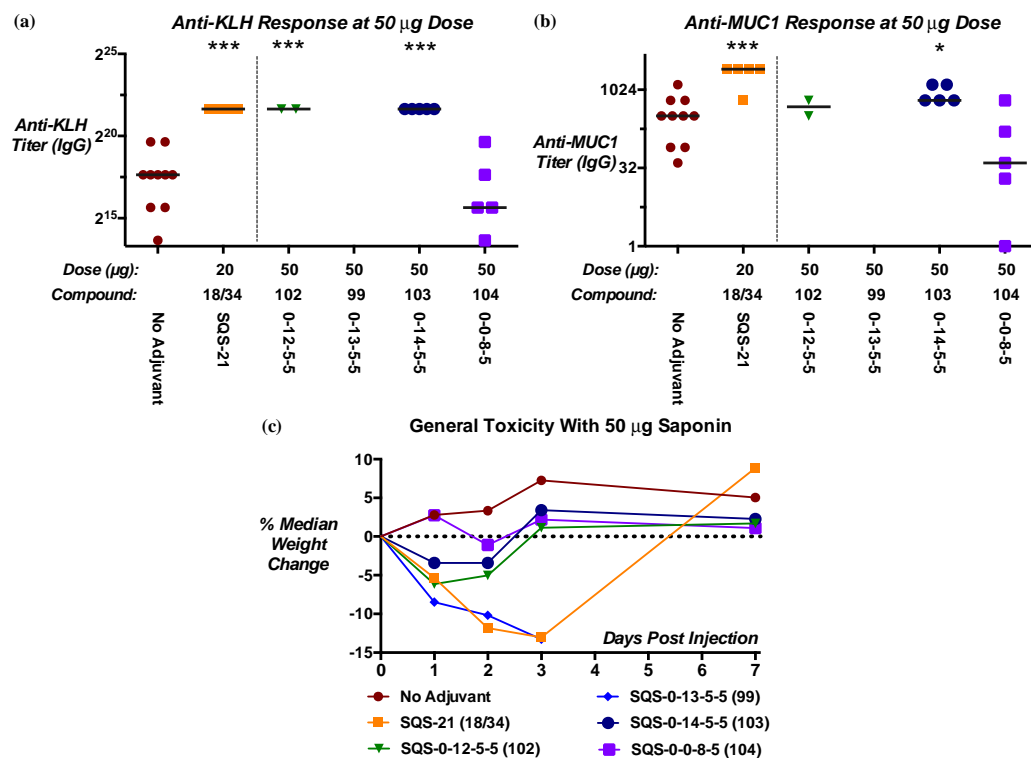 (a)
Anti-KLH Response at 50 µg Dose
*** *** ***
2²⁵
2²⁰
2¹⁵
Anti-KLH
Titer (IgG)
Dose (µg): 20 50 50 50 50
Compound: 18/34 102 99 103 104
No Adjuvant
SQS-21
0-12-5-5
0-13-5-5
0-14-5-5
0-0-8-5
(b)
Anti-MUC1 Response at 50 µg Dose
*** *
1024
32
1
Anti-MUC1
Titer (IgG)
Dose (µg): 20 50 50 50 50
Compound: 18/34 102 99 103 104
No Adjuvant
SQS-21
0-12-5-5
0-13-5-5
0-14-5-5
0-0-8-5
(c)
General Toxicity With 50 µg Saponin
10
5
0
-5
-10
-15
% Median
Weight
Change
Days Post Injection
0 1 2 3 4 5 6 7
No Adjuvant
SQS-21 (18/34)
SQS-0-12-5-5 (102)
SQS-0-13-5-5 (99)
SQS-0-14-5-5 (103)
SQS-0-0-8-5 (104)